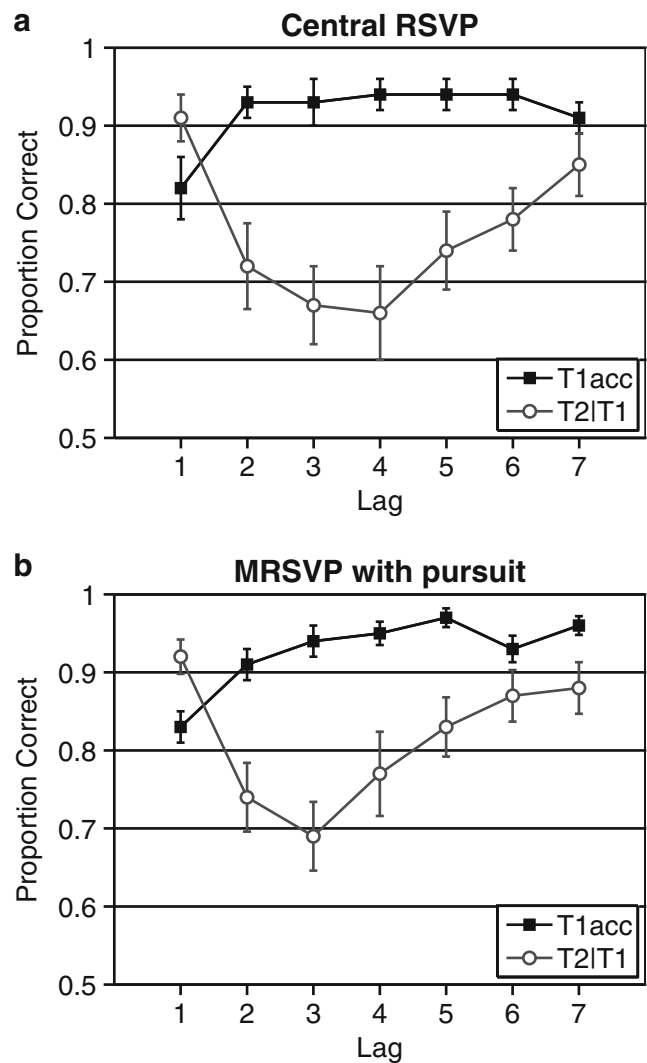 a
Central RSVP
1
0.9
0.8
0.7
0.6
0.5
Proportion Correct
T1acc
T2|T1
1 2 3 4 5 6 7
Lag
b
MRSVP with pursuit
1
0.9
0.8
0.7
0.6
0.5
Proportion Correct
T1acc
T2|T1
1 2 3 4 5 6 7
Lag